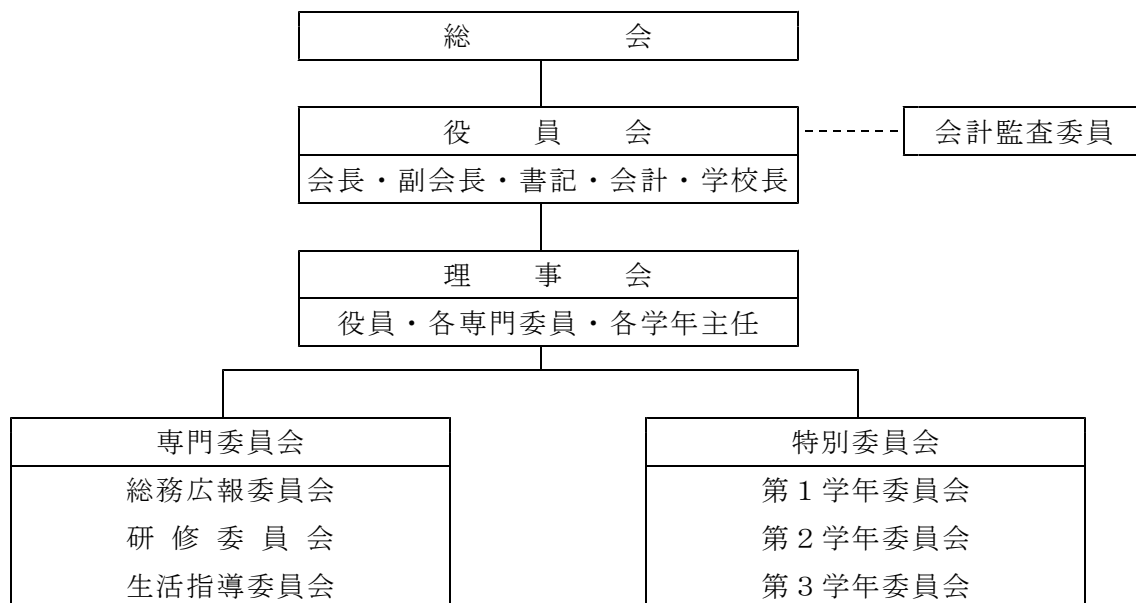 総会
役員会
会計監査委員
会長・副会長・書記・会計・学校長
理事会
役員・各専門委員・各学年主任
専門委員会
総務広報委員会
研修委員会
生活指導委員会
特別委員会
第１学年委員会
第２学年委員会
第３学年委員会